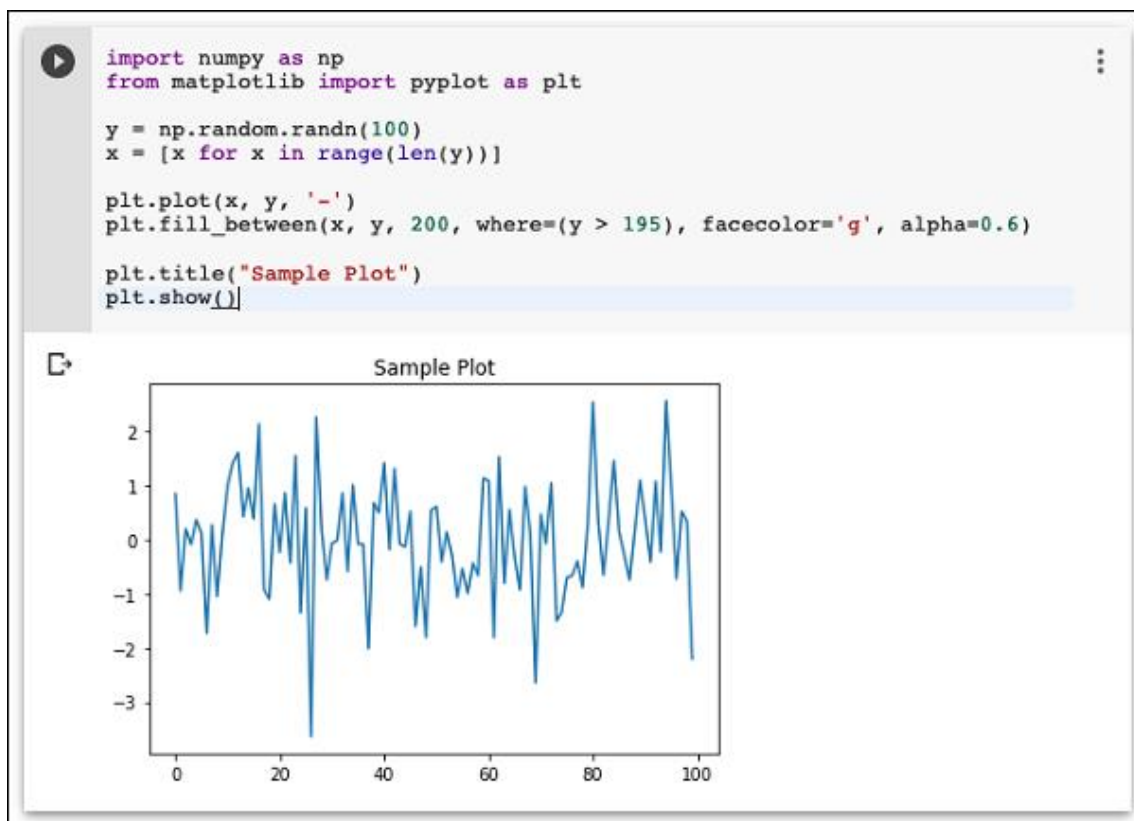 import numpy as np
from matplotlib import pyplot as plt
y = np.random.randn(100)
x = [x for x in range(len(y))]
plt.plot(x, y, '-')
plt.fill_between(x, y, 200, where=(y > 195), facecolor='g', alpha=0.6)
plt.title("Sample Plot")
plt.show()
Sample Plot
2
1
0
−1
−2
−3
0 20 40 60 80 100